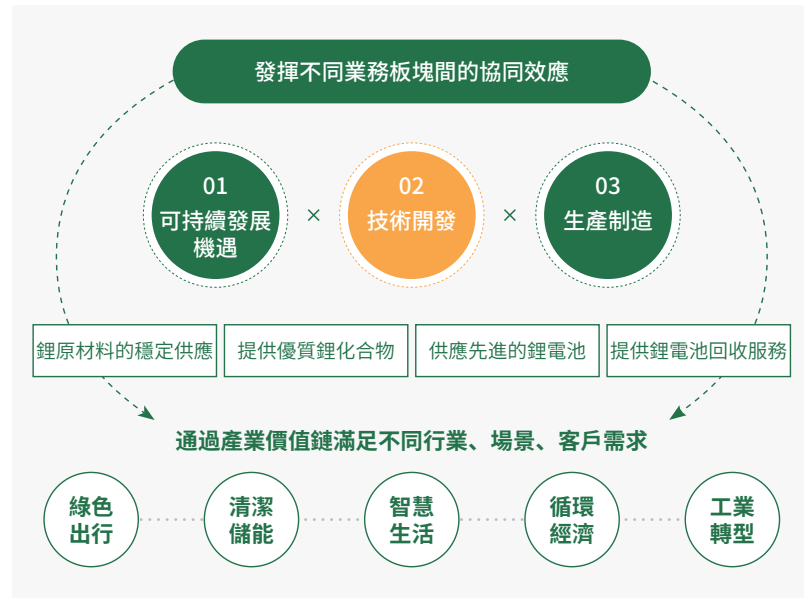 發揮不同業務板塊間的協同效應
01
可持續發展
機遇
×
02
技術開發
×
03
生產制造
鋰原材料的穩定供應
提供優質鋰化合物
供應先進的鋰電池
提供鋰電池回收服務
通過產業價值鏈滿足不同行業、場景、客戶需求
綠色
出行
清潔
儲能
智慧
生活
循環
經濟
工業
轉型